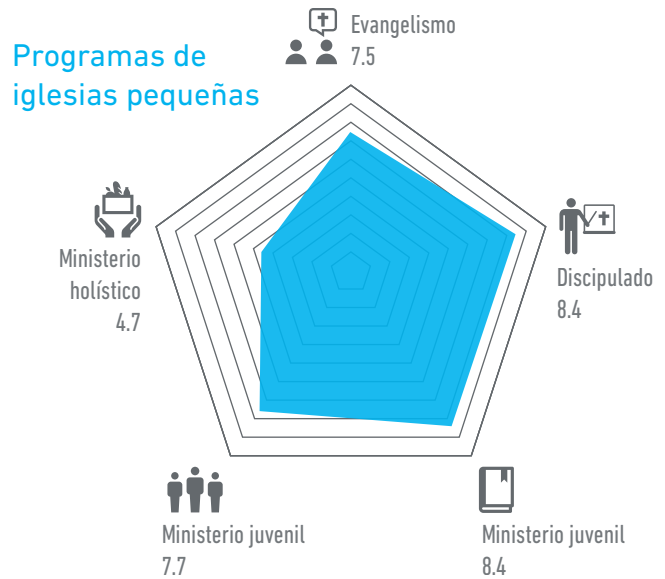 Programas de
iglesias pequeñas
Evangelismo
7.5
Discipulado
8.4
Ministerio juvenil
8.4
Ministerio juvenil
7.7
Ministerio
holístico
4.7